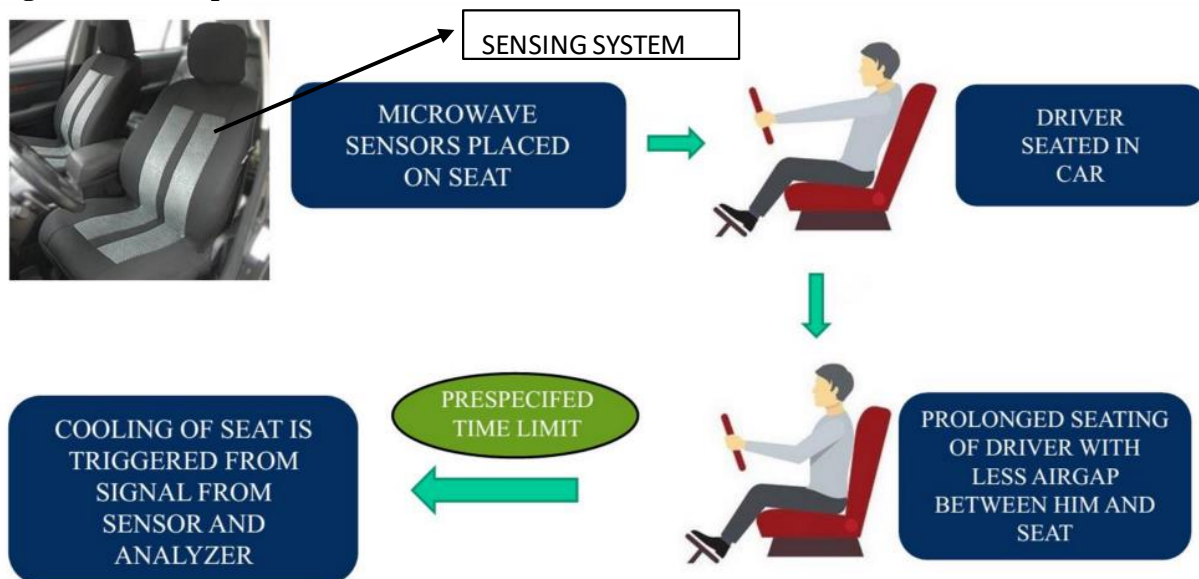 SENSING SYSTEM
MICROWAVE
SENSORS PLACED
ON SEAT
DRIVER
SEATED IN
CAR
PROLONGED SEATING
OF DRIVER WITH
LESS AIRGAP
BETWEEN HIM AND
SEAT
PRESPECIFED
TIME LIMIT
COOLING OF SEAT IS
TRIGGERED FROM
SIGNAL FROM
SENSOR AND
ANALYZER